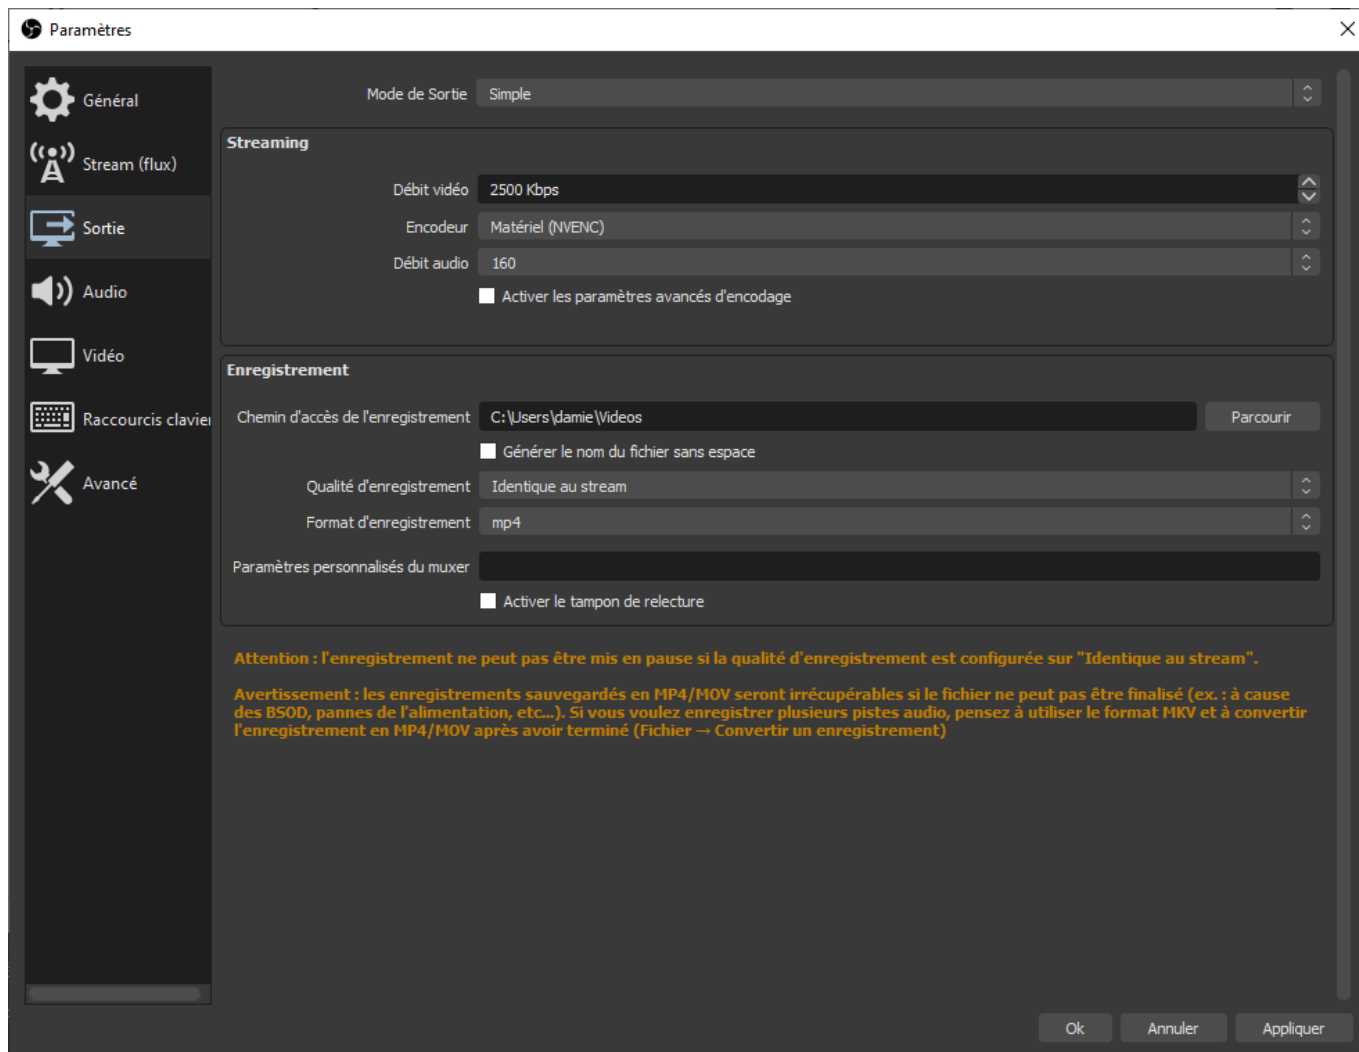 Paramètres
Général
Stream (flux)
Sortie
Audio
Vidéo
Raccourcis clavier
Avancé
Mode de Sortie Simple
Streaming
Débit vidéo 2500 Kbps
Encodeur Matériel (NVENC)
Débit audio 160
Activer les paramètres avancés d'encodage
Enregistrement
Chemin d'accès de l'enregistrement C:\Users\damie\Videos Parcourir
Générer le nom du fichier sans espace
Qualité d'enregistrement Identique au stream
Format d'enregistrement mp4
Paramètres personnalisés du muxer
Activer le tampon de relecture
Attention : l'enregistrement ne peut pas être mis en pause si la qualité d'enregistrement est configurée sur "Identique au stream".
Avertissement : les enregistrements sauvegardés en MP4/MOV seront irrécupérables si le fichier ne peut pas être finalisé (ex. : à cause
des BSOD, pannes de l'alimentation, etc...). Si vous voulez enregistrer plusieurs pistes audio, pensez à utiliser le format MKV et à convertir
l'enregistrement en MP4/MOV après avoir terminé (Fichier → Convertir un enregistrement)
Ok Annuler Appliquer